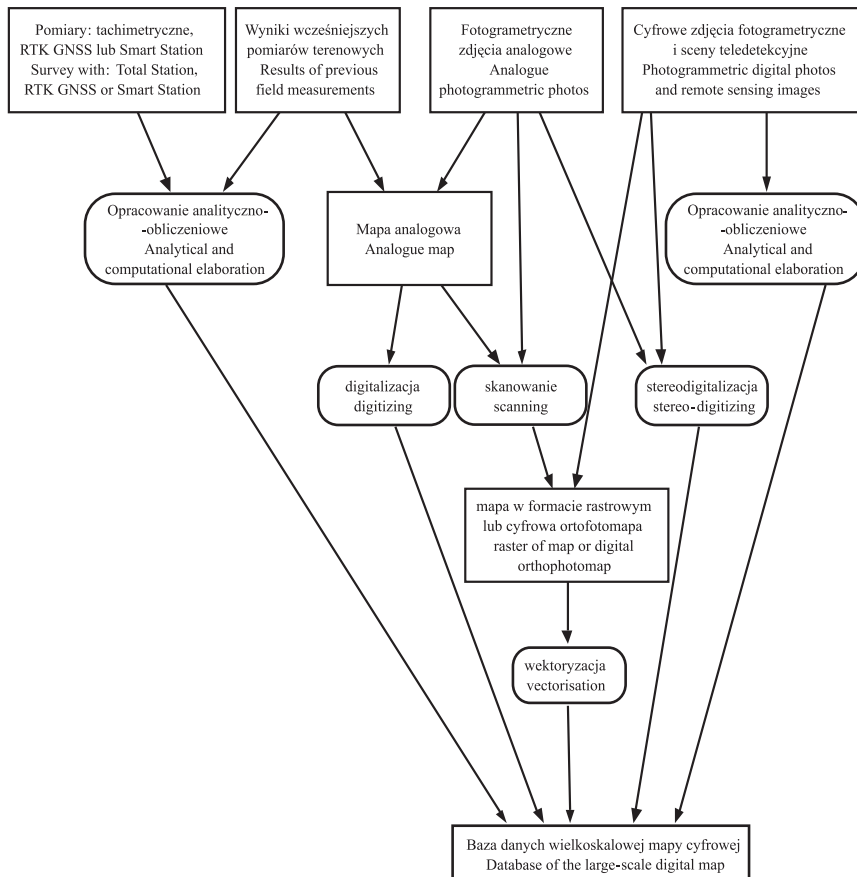 Pomiary: tachimetryczne,
RTK GNSS lub Smart Station
Survey with: Total Station,
RTK GNSS or Smart Station
Wyniki wcześniejszych
pomiarów terenowych
Results of previous
field measurements
Fotogrametryczne
zdjęcia analogowe
Analogue
photogrammetric photos
Cyfrowe zdjęcia fotogrametryczne
i sceny teledetekcyjne
Photogrammetric digital photos
and remote sensing images
Opracowanie analityczno-
-obliczeniowe
Analytical and
computational elaboration
Mapa analogowa
Analogue map
Opracowanie analityczno-
-obliczeniowe
Analytical and
computational elaboration
digitalizacja
digitizing
skanowanie
scanning
stereodigitalizacja
stereo-digitizing
mapa w formacie rastrowym
lub cyfrowa ortofotomapa
raster of map or digital
orthophotomap
wektoryzacja
vectorisation
Baza danych wielkoskalowej mapy cyfrowej
Database of the large-scale digital map